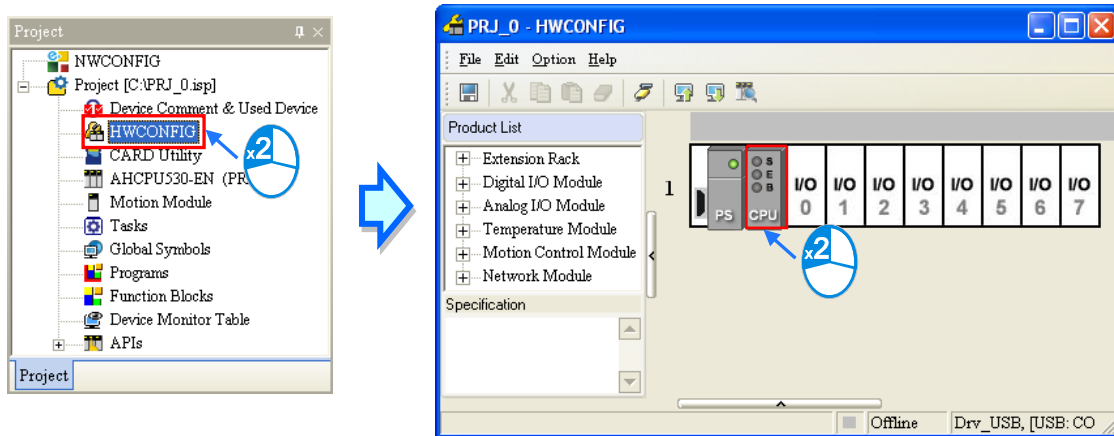 Project
NWCONFIG
Project [C:\PRJ_0.isp]
Device Comment & Used Device
HWCONFIG
CARD Utility
AHCPU530-EN (PR
Motion Module
Tasks
Global Symbols
Programs
Function Blocks
Device Monitor Table
APIs
Project
x2
PRJ_0 - HWCONFIG
File Edit Option Help
Product List
Extension Rack
Digital I/O Module
Analog I/O Module
Temperature Module
Motion Control Module
Network Module
Specification
1
PS
S
E
B
CPU
I/O 0
I/O 1
I/O 2
I/O 3
I/O 4
I/O 5
I/O 6
I/O 7
x2
Offline
Drv_USB, [USB: CO